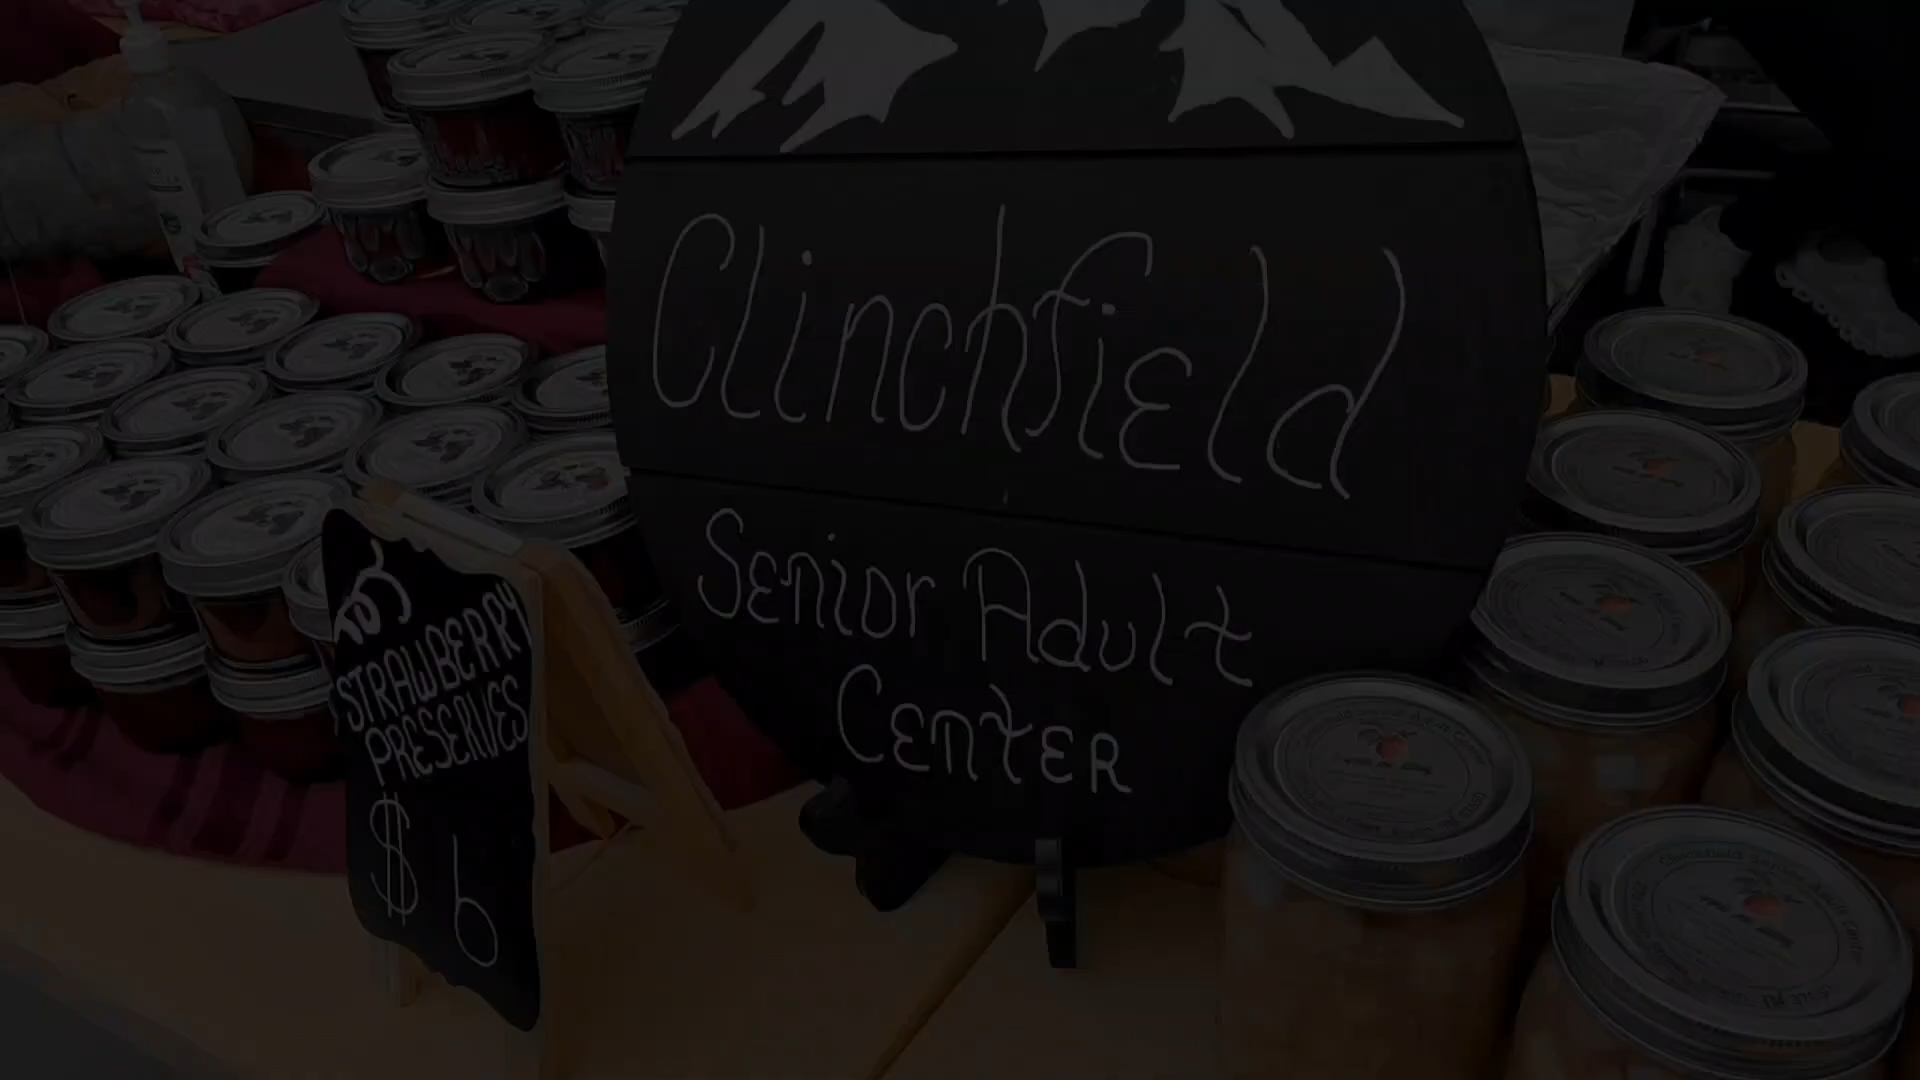 Clinchfield
Senior Adult
Center
STRAWBERRY
PRESERVES
$6